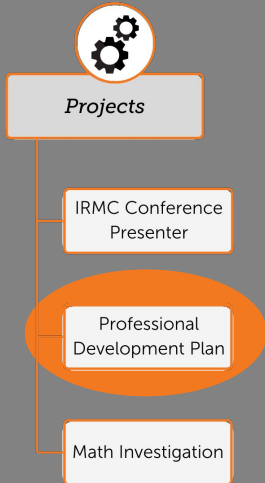 Projects
IRMC Conference
Presenter
Professional
Development Plan
Math Investigation